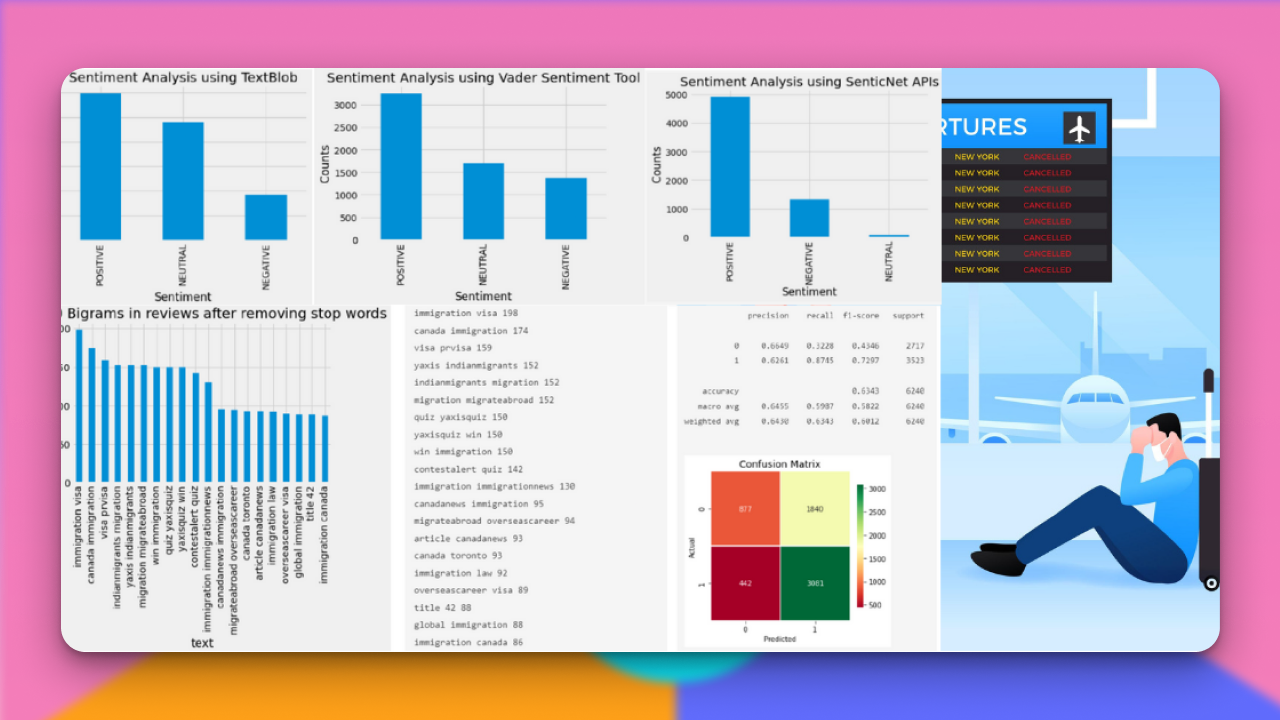 Sentiment Analysis using TextBlob
POSITIVE
NEUTRAL
NEGATIVE
Sentiment
Sentiment Analysis using Vader Sentiment Tool
Counts
3000
2500
2000
1500
1000
500
0
POSITIVE
NEUTRAL
NEGATIVE
Sentiment
Sentiment Analysis using SenticNet APIs
Counts
5000
4000
3000
2000
1000
0
POSITIVE
NEGATIVE
NEUTRAL
Sentiment
RTURES
NEW YORK CANCELLED
NEW YORK CANCELLED
NEW YORK CANCELLED
NEW YORK CANCELLED
NEW YORK CANCELLED
NEW YORK CANCELLED
NEW YORK CANCELLED
NEW YORK CANCELLED
Bigrams in reviews after removing stop words
00
50
00
50
0
immigration visa
canada immigration
visa prvisa
indianmigrants migration
yaxis indianmigrants
migration migrateabroad
win immigration
quiz yaxisquiz
yaxisquiz win
contestalert quiz
immigration immigrationnews
canadanews immigration
migrateabroad overseascareer
canada toronto
article canadanews
immigration law
overseascareer visa
global immigration
title 42
immigration canada
text
immigration visa 198
canada immigration 174
visa prvisa 159
yaxis indianmigrants 152
indianmigrants migration 152
migration migrateabroad 152
quiz yaxisquiz 150
yaxisquiz win 150
win immigration 150
contestalert quiz 142
immigration immigrationnews 130
canadanews immigration 95
migrateabroad overseascareer 94
article canadanews 93
canada toronto 93
immigration law 92
overseascareer visa 89
title 42 88
global immigration 88
immigration canada 86
precision recall f1-score support
0 0.6649 0.3228 0.4346 2717
1 0.6261 0.8745 0.7297 3523
accuracy 0.6343 6240
macro avg 0.6455 0.5987 0.5822 6240
weighted avg 0.6430 0.6343 0.6012 6240
Confusion Matrix
Actual
0
877 1840
1
442 3081
0 1
Predicted
3000
2500
2000
1500
1000
500